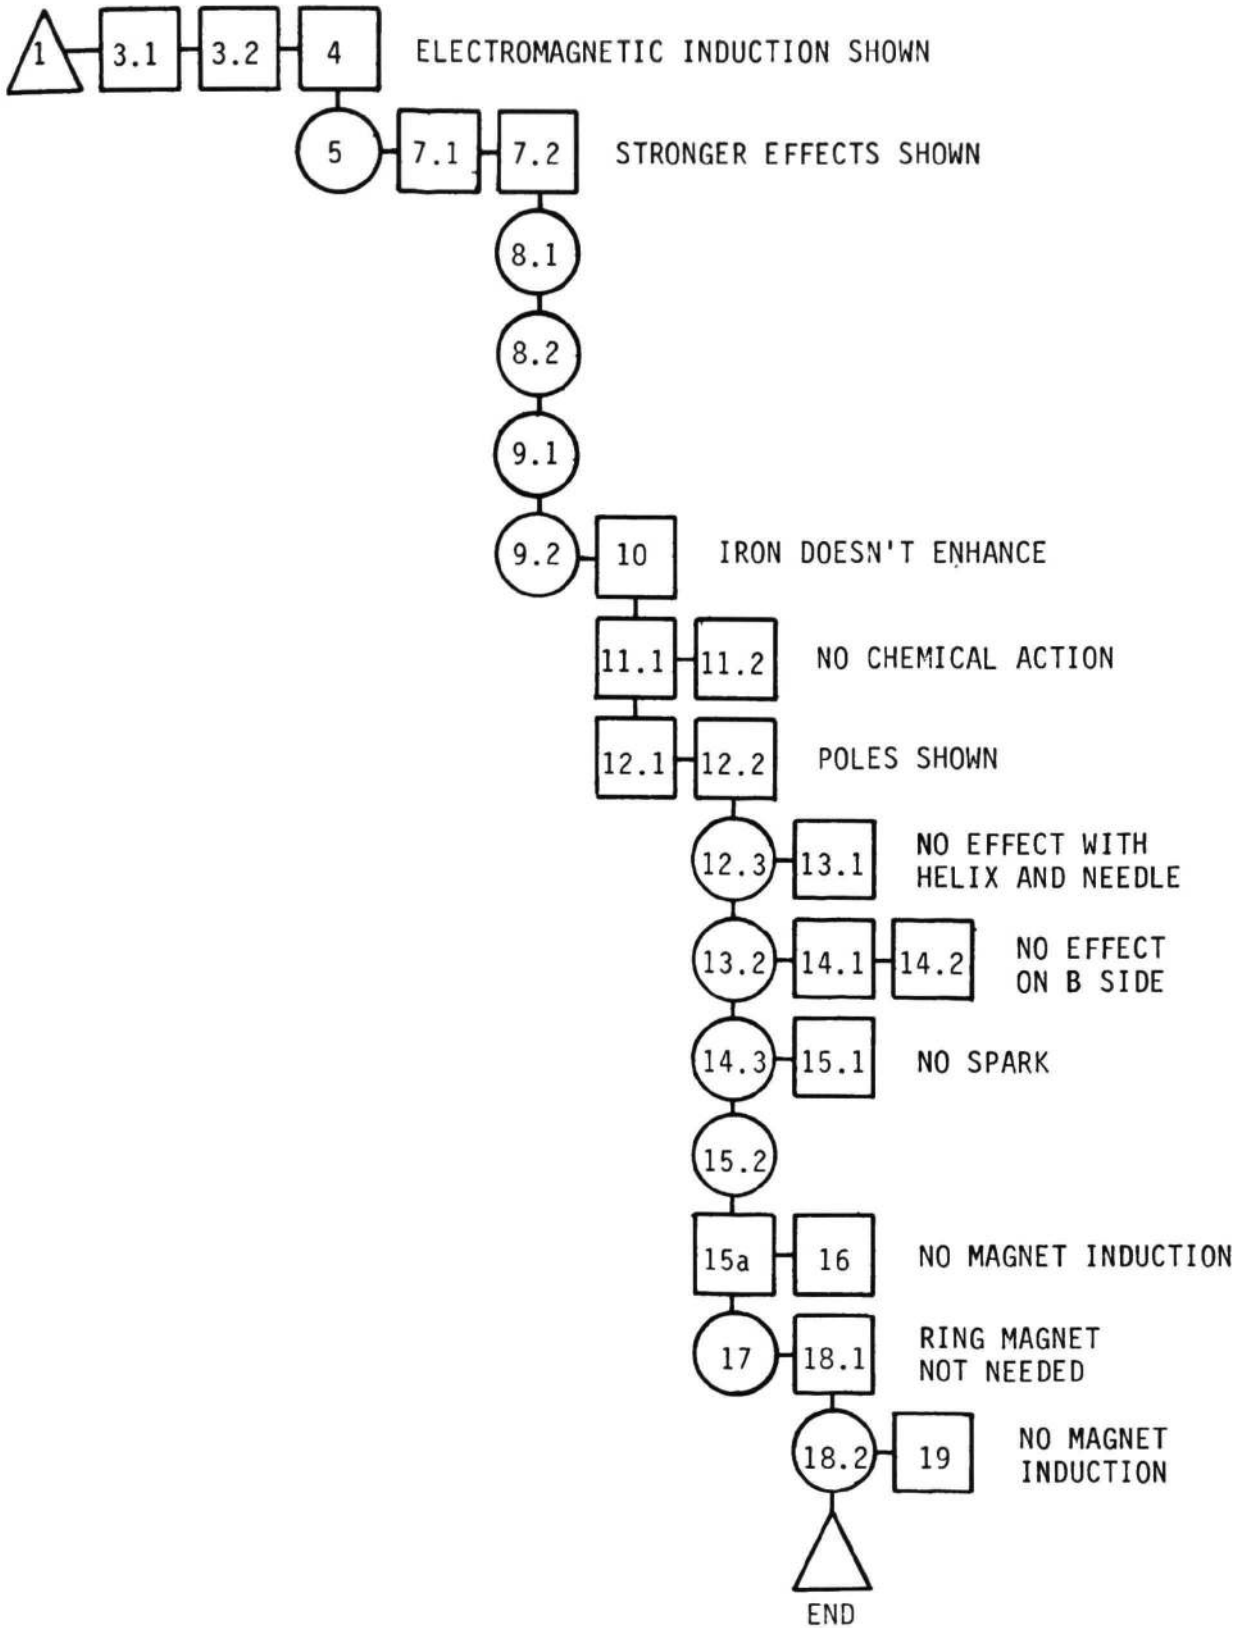 1 3.1 3.2 4 ELECTROMAGNETIC INDUCTION SHOWN
5 7.1 7.2 STRONGER EFFECTS SHOWN
8.1
8.2
9.1
9.2 10 IRON DOESN'T ENHANCE
11.1 11.2 NO CHEMICAL ACTION
12.1 12.2 POLES SHOWN
12.3 13.1 NO EFFECT WITH
HELIX AND NEEDLE
13.2 14.1 14.2 NO EFFECT
ON B SIDE
14.3 15.1 NO SPARK
15.2
15a 16 NO MAGNET INDUCTION
17 18.1 RING MAGNET
NOT NEEDED
18.2 19 NO MAGNET
INDUCTION
END